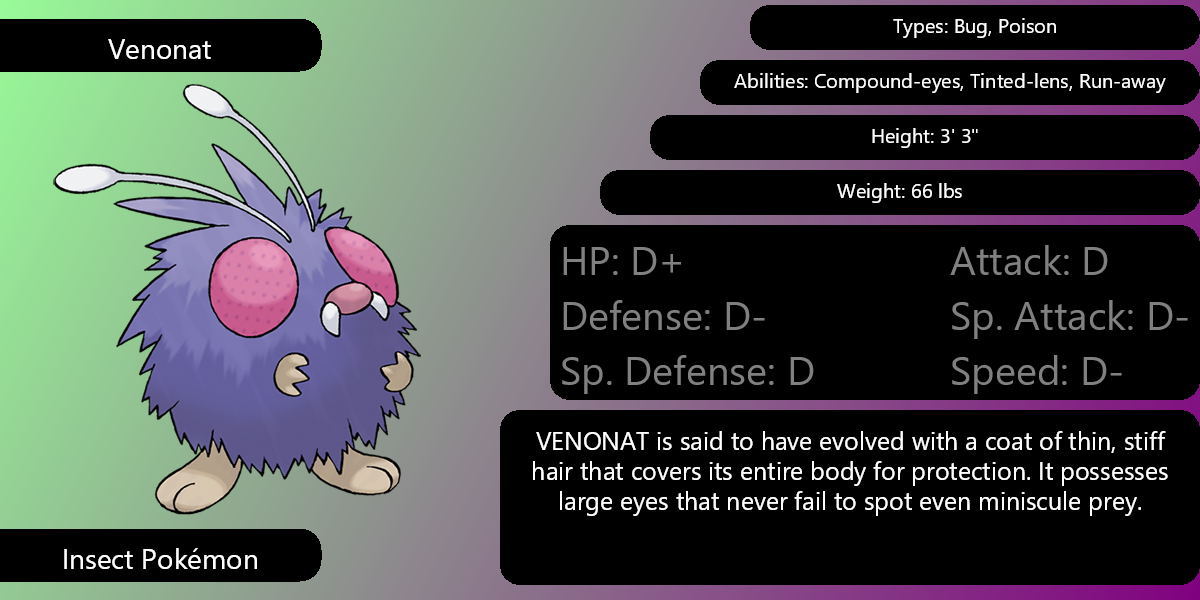 Venonat
Types: Bug, Poison
Abilities: Compound-eyes, Tinted-lens, Run-away
Height: 3' 3"
Weight: 66 lbs
HP: D+ Attack: D
Defense: D- Sp. Attack: D-
Sp. Defense: D Speed: D-
VENONAT is said to have evolved with a coat of thin, stiff
hair that covers its entire body for protection. It possesses
large eyes that never fail to spot even miniscule prey.
Insect Pokémon